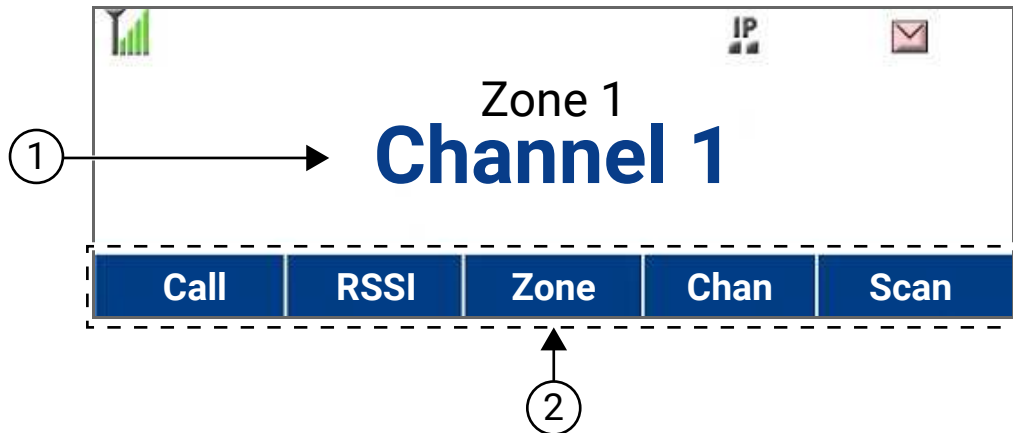 IP
Zone 1
1
Channel 1
Call RSSI Zone Chan Scan
2